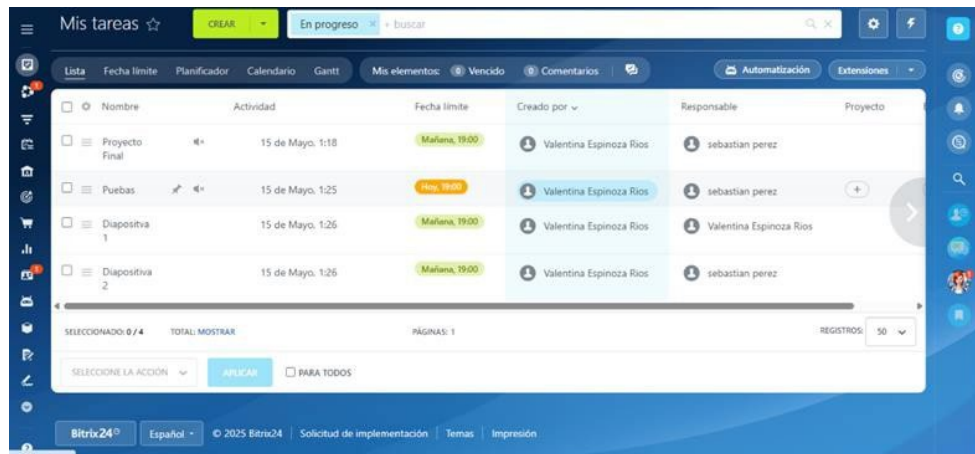 Mis tareas CREAR En progreso × + buscar
Lista Fecha límite Planificador Calendario Gantt Mis elementos: 0 Vencido 0 Comentarios Automatización Extensiones
Nombre Actividad Fecha límite Creado por Responsable Proyecto
Proyecto Final 15 de Mayo. 1:18 Mañana, 19:00 Valentina Espinoza Rios sebastian perez
Puebas 15 de Mayo. 1:25 Hoy, 19:00 Valentina Espinoza Rios sebastian perez +
Diapositva 1 15 de Mayo. 1:26 Mañana, 19:00 Valentina Espinoza Rios Valentina Espinoza Rios
Diapositiva 2 15 de Mayo. 1:26 Mañana, 19:00 Valentina Espinoza Rios sebastian perez
SELECCIONADO: 0 / 4 TOTAL: MOSTRAR PÁGINAS: 1 REGISTROS: 50
SELECCIONE LA ACCIÓN APLICAR PARA TODOS
Bitrix24 Español © 2025 Bitrix24 Solicitud de implementación Temas Impresión